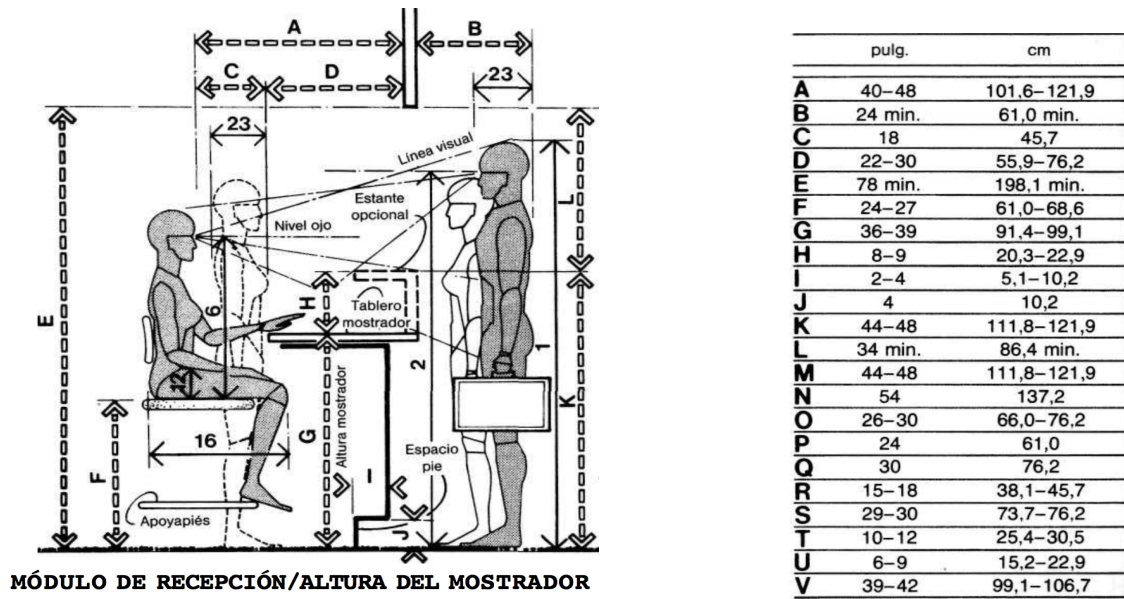 A
B
C
D
23
23
Línea visual
Estante
opcional
Nivel ojo
L
E
6
H
Tablero
mostrador
2
1
12
K
16
G
Altura mostrador
I
Espacio
pie
F
Apoyapiés
J
MÓDULO DE RECEPCIÓN/ALTURA DEL MOSTRADOR
pulg. cm
A 40–48 101,6–121,9
B 24 min. 61,0 min.
C 18 45,7
D 22–30 55,9–76,2
E 78 min. 198,1 min.
F 24–27 61,0–68,6
G 36–39 91,4–99,1
H 8–9 20,3–22,9
I 2–4 5,1–10,2
J 4 10,2
K 44–48 111,8–121,9
L 34 min. 86,4 min.
M 44–48 111,8–121,9
N 54 137,2
O 26–30 66,0–76,2
P 24 61,0
Q 30 76,2
R 15–18 38,1–45,7
S 29–30 73,7–76,2
T 10–12 25,4–30,5
U 6–9 15,2–22,9
V 39–42 99,1–106,7